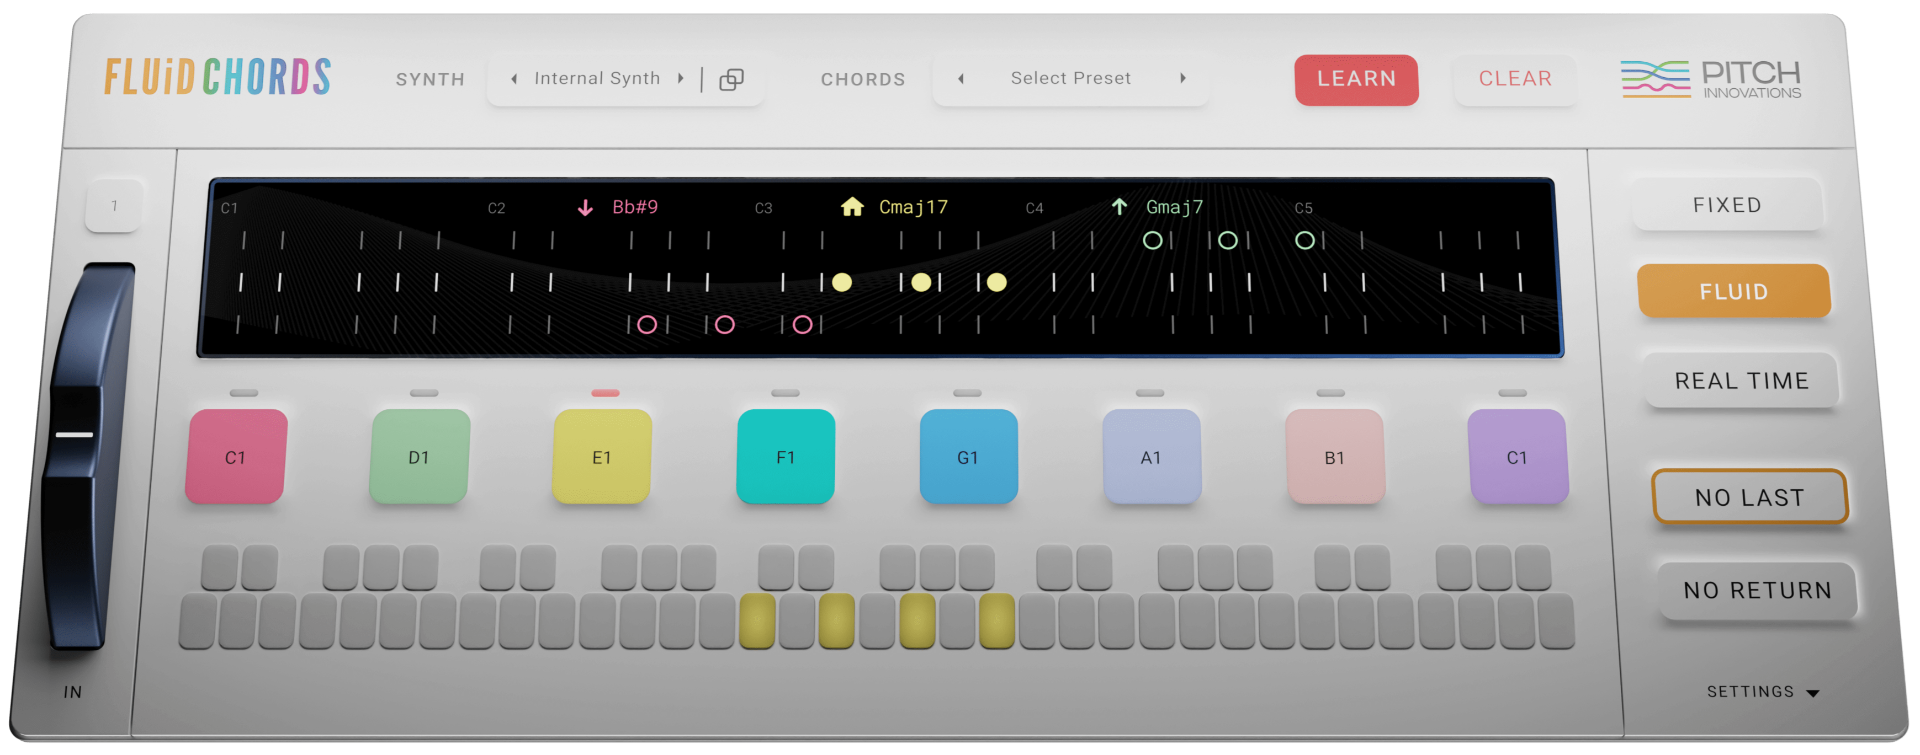 FLUiD CHORDS
SYNTH
Internal Synth
CHORDS
Select Preset
LEARN
CLEAR
PITCH
INNOVATIONS
1
C1
C2
Bb#9
C3
Cmaj17
C4
Gmaj7
C5
FIXED
FLUID
REAL TIME
C1
D1
E1
F1
G1
A1
B1
C1
NO LAST
NO RETURN
IN
SETTINGS